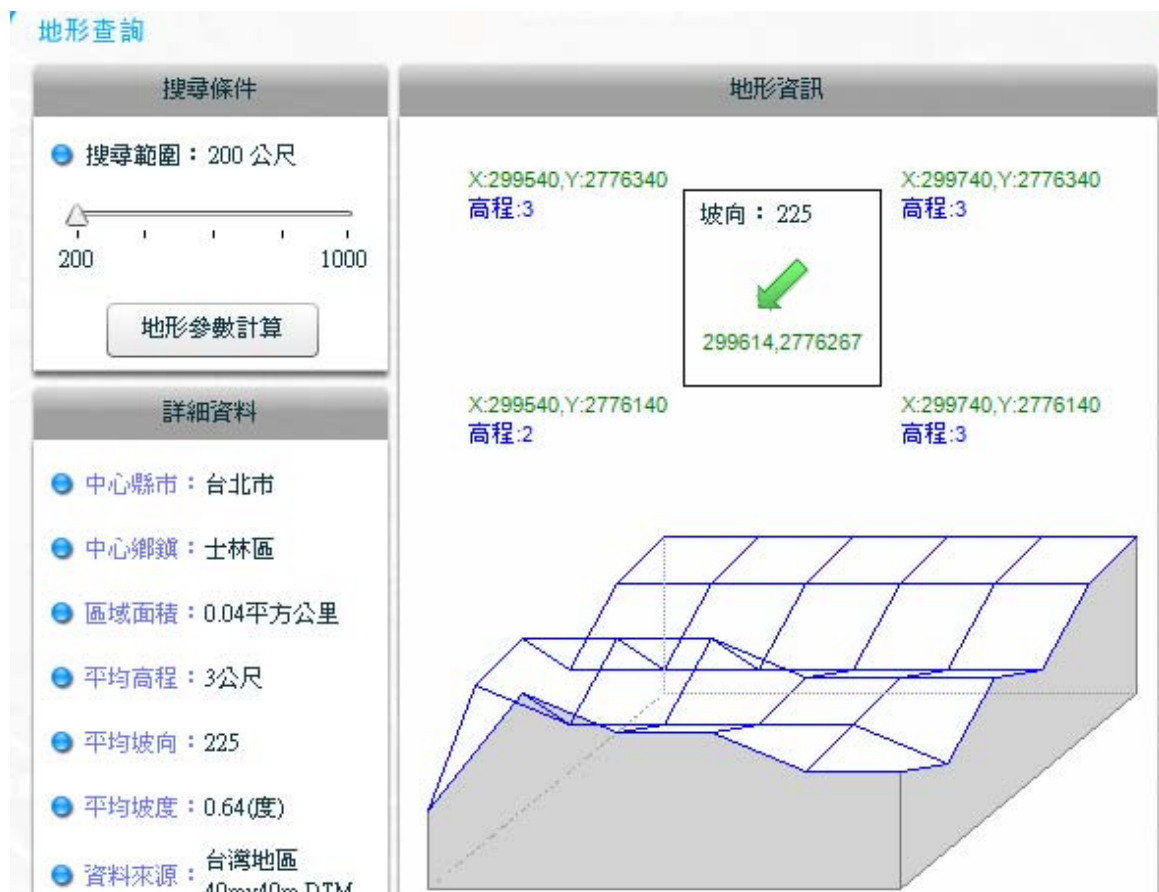 地形查詢
搜尋條件
搜尋範圍：200 公尺
200
1000
地形參數計算
詳細資料
中心縣市：台北市
中心鄉鎮：士林區
區域面積：0.04平方公里
平均高程：3公尺
平均坡向：225
平均坡度：0.64(度)
資料來源：台灣地區
40mx40m DTM
地形資訊
X:299540,Y:2776340
高程:3
X:299740,Y:2776340
高程:3
坡向：225
299614,2776267
X:299540,Y:2776140
高程:2
X:299740,Y:2776140
高程:3